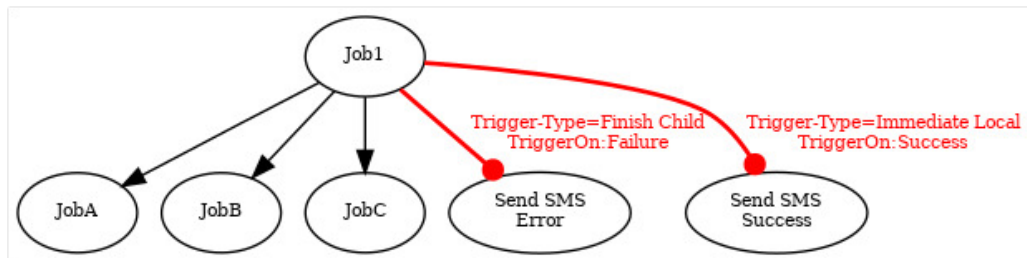 Job1
Trigger-Type=Finish Child
TriggerOn:Failure
Trigger-Type=Immediate Local
TriggerOn:Success
JobA
JobB
JobC
Send SMS
Error
Send SMS
Success